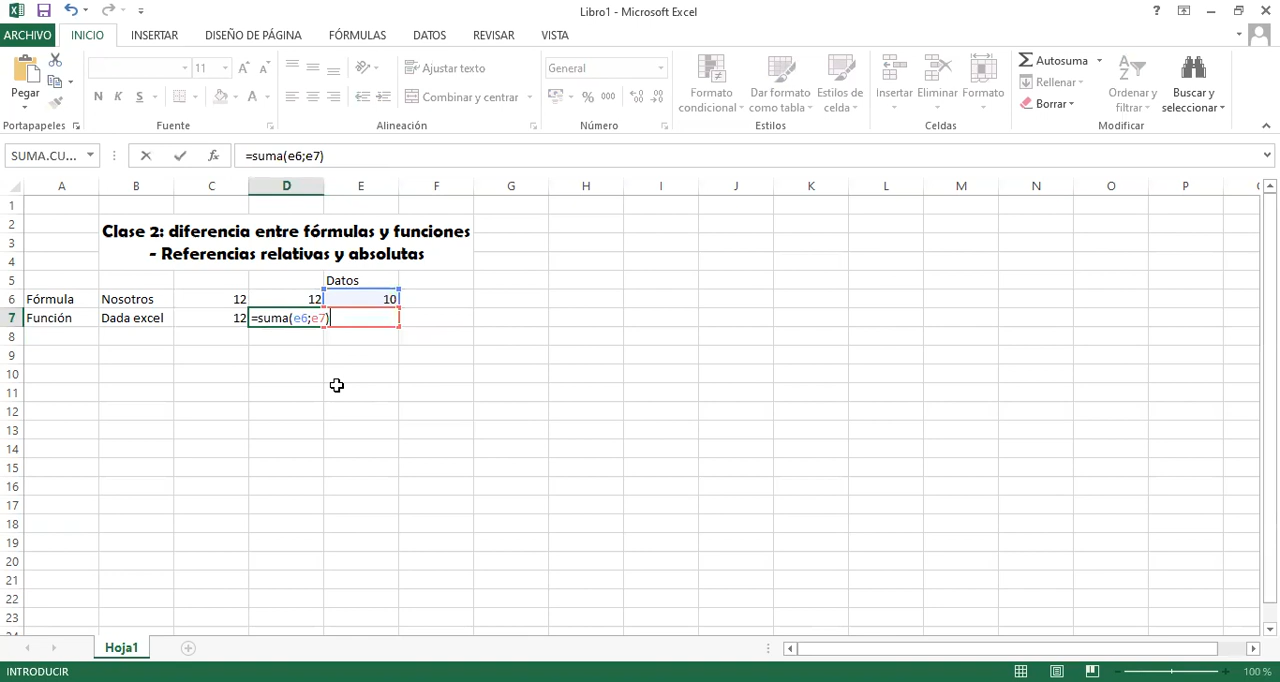 Libro1 - Microsoft Excel
ARCHIVO INICIO INSERTAR DISEÑO DE PÁGINA FÓRMULAS DATOS REVISAR VISTA
Pegar
Portapapeles
11
N K S
A A
A
Fuente
Ajustar texto
Combinar y centrar
Alineación
General
% 000
Número
Formato condicional
Dar formato como tabla
Estilos de celda
Estilos
Insertar Eliminar Formato
Celdas
Autosuma
Rellenar
Borrar
Ordenar y filtrar
Buscar y seleccionar
Modificar
SUMA.CU... fx =suma(e6;e7)
A B C D E F G H I J K L M N O P
1
2
3
4
Clase 2: diferencia entre fórmulas y funciones
- Referencias relativas y absolutas
5 Datos
6 Fórmula Nosotros 12 12 10
7 Función Dada excel 12 =suma(e6;e7)
8
9
10
11
12
13
14
15
16
17
18
19
20
21
22
23
Hoja1
INTRODUCIR 100 %